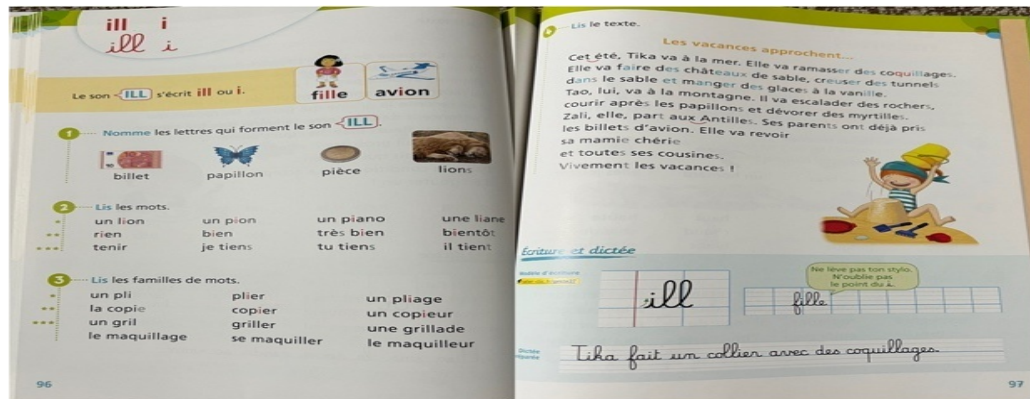 ill i
ill i
Le son ILL s'écrit ill ou i.
fille avion
1 Nomme les lettres qui forment le son ILL.
billet papillon pièce lions
2 Lis les mots.
un lion un pion un piano une liane
rien bien très bien bientôt
tenir je tiens tu tiens il tient
3 Lis les familles de mots.
un pli plier un pliage
la copie copier un copieur
un gril griller une grillade
le maquillage se maquiller le maquilleur
96
Lis le texte.
Les vacances approchent...
Cet été, Tika va à la mer. Elle va ramasser des coquillages.
Elle va faire des châteaux de sable, creuser des tunnels
dans le sable et manger des glaces à la vanille.
Tao, lui, va à la montagne. Il va escalader des rochers,
courir après les papillons et dévorer des myrtilles.
Zali, elle, part aux Antilles. Ses parents ont déjà pris
les billets d'avion. Elle va revoir
sa mamie chérie
et toutes ses cousines.
Vivement les vacances !
Écriture et dictée
Modèle d'écriture
ill
fille
Ne lève pas ton stylo.
N'oublie pas
le point du i.
Dictée
préparée
Tika fait un collier avec des coquillages.
97